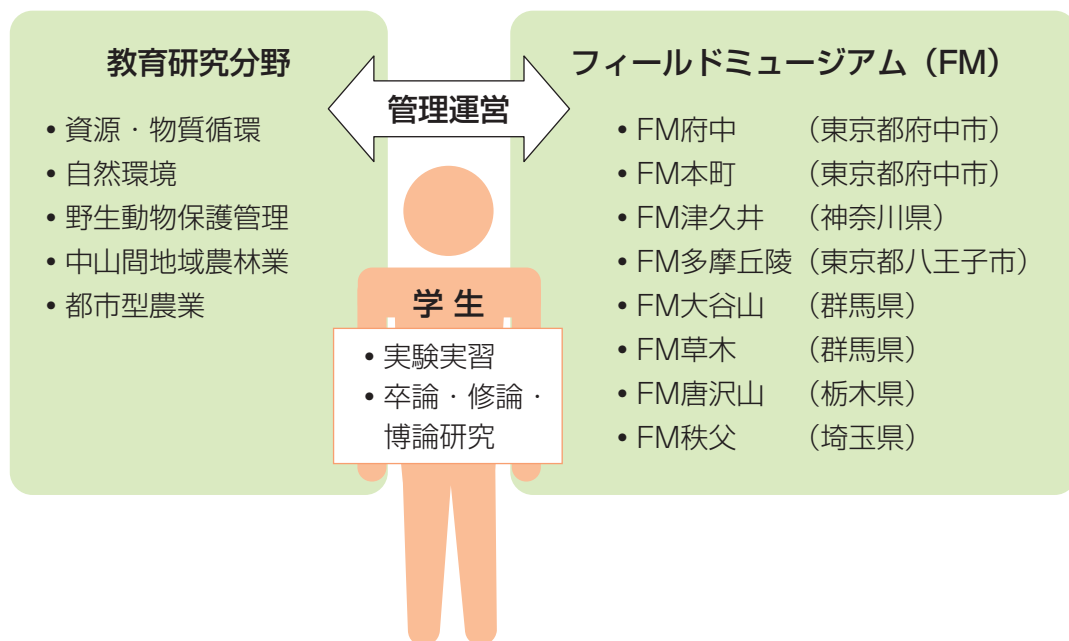 教育研究分野
• 資源・物質循環
• 自然環境
• 野生動物保護管理
• 中山間地域農林業
• 都市型農業
管理運営
フィールドミュージアム（FM）
• FM府中 （東京都府中市）
• FM本町 （東京都府中市）
• FM津久井 （神奈川県）
• FM多摩丘陵（東京都八王子市）
• FM大谷山 （群馬県）
• FM草木 （群馬県）
• FM唐沢山 （栃木県）
• FM秩父 （埼玉県）
学 生
• 実験実習
• 卒論・修論・
博論研究